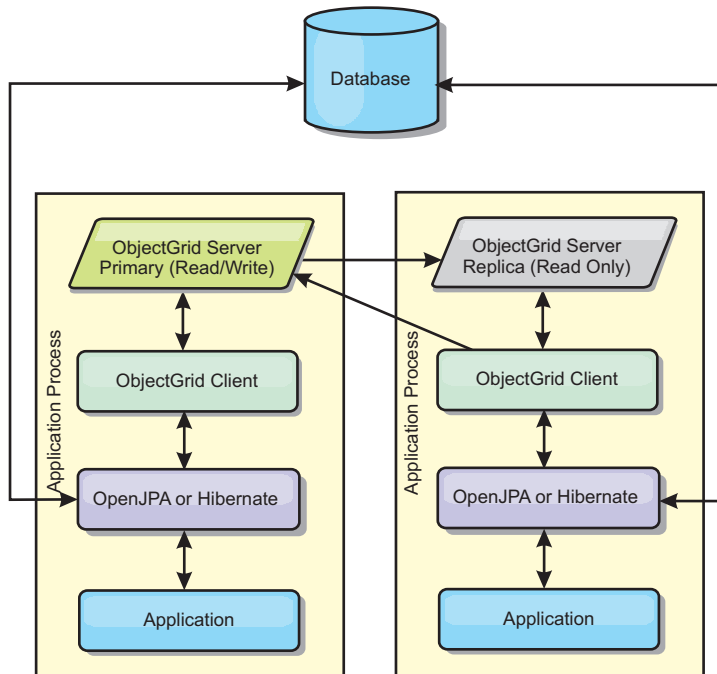 Database
ObjectGrid Server
Primary (Read/Write)
ObjectGrid Client
Application Process
OpenJPA or Hibernate
Application
ObjectGrid Server
Replica (Read Only)
ObjectGrid Client
Application Process
OpenJPA or Hibernate
Application